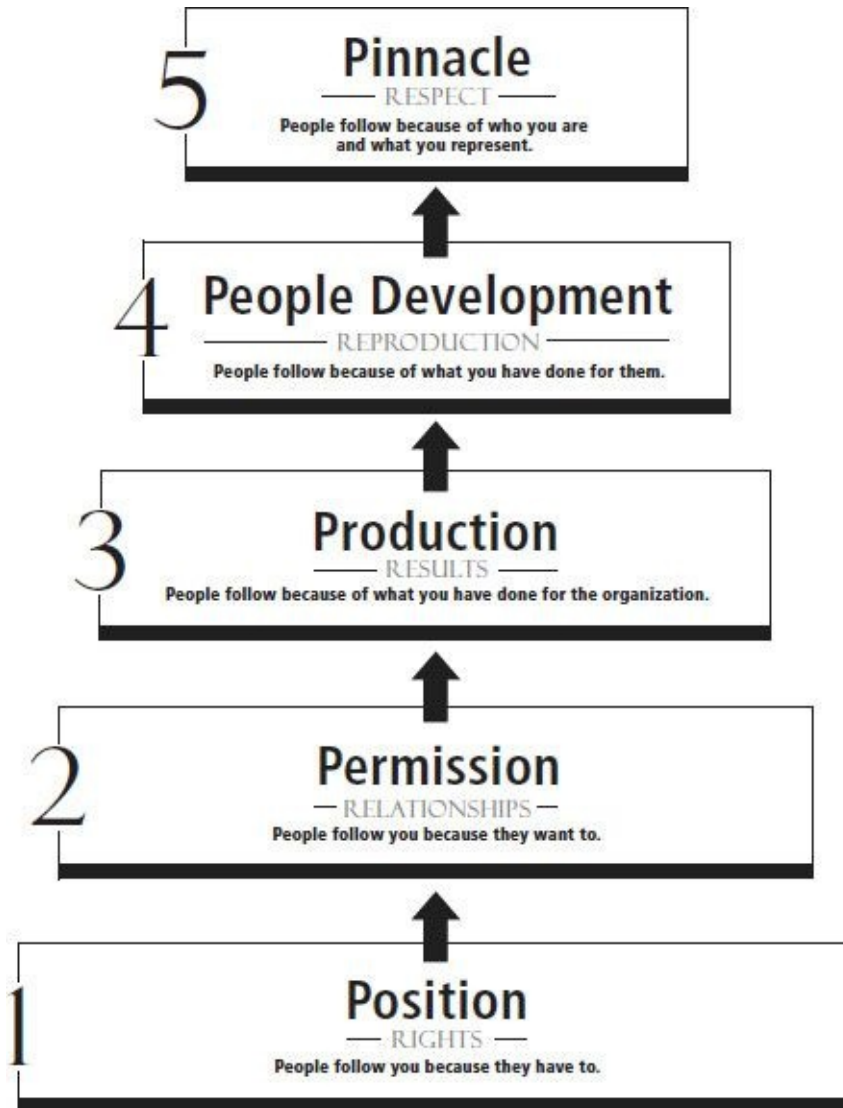 5
Pinnacle
RESPECT
People follow because of who you are
and what you represent.
4
People Development
REPRODUCTION
People follow because of what you have done for them.
3
Production
RESULTS
People follow because of what you have done for the organization.
2
Permission
RELATIONSHIPS
People follow you because they want to.
1
Position
RIGHTS
People follow you because they have to.